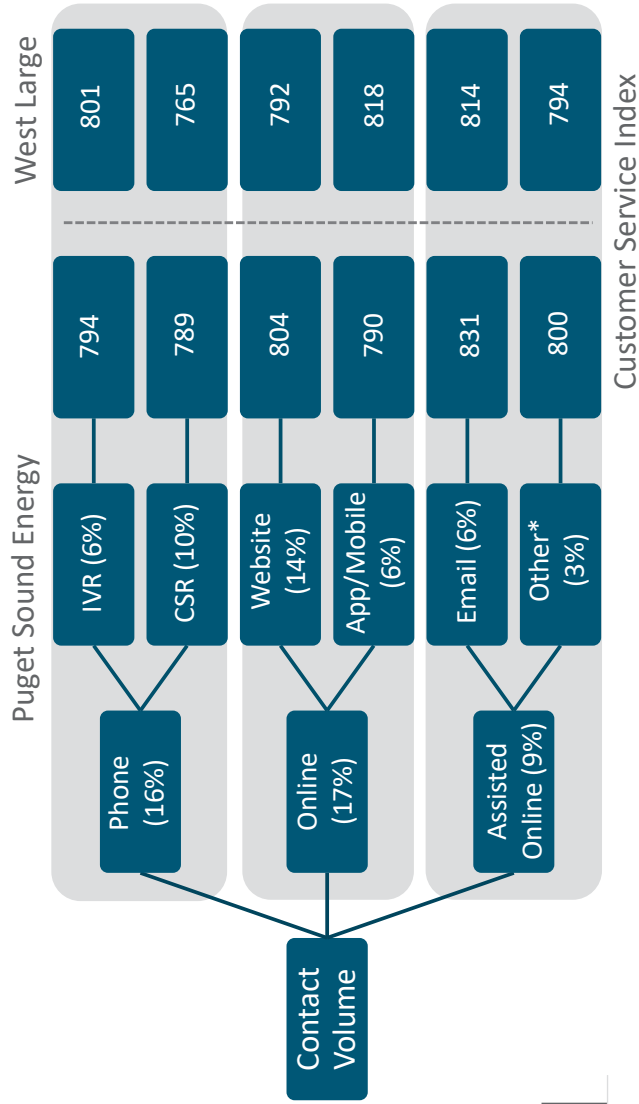 Puget Sound Energy
West Large
Contact
Volume
Phone
(16%)
IVR (6%)
794
801
CSR (10%)
789
765
Online
(17%)
Website
(14%)
804
792
App/Mobile
(6%)
790
818
Assisted
Online (9%)
Email (6%)
831
814
Other*
(3%)
800
794
Customer Service Index